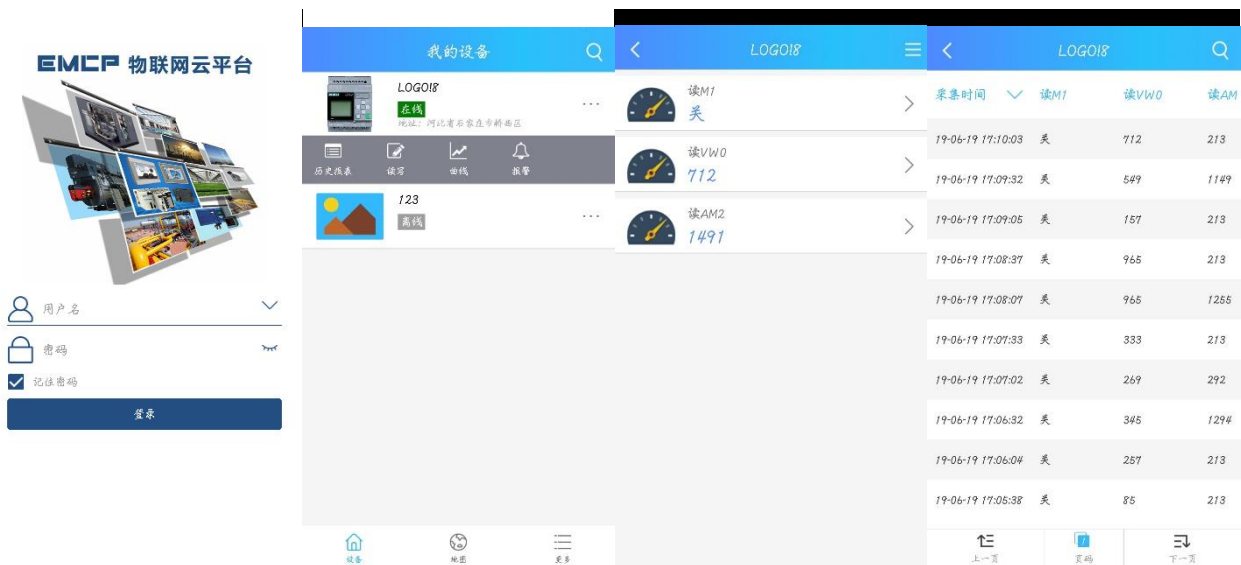 EMCP 物联网云平台
用户名
密码
记住密码
登录
我的设备
LOGO!8
在线
地址：河北省石家庄市桥西区
历史报表 读写 曲线 报警
123
离线
设备 地图 更多
LOGO!8
读M1
关
读VW0
712
读AM2
1491
LOGO!8
采集时间 读M1 读VW0 读AM
19-06-19 17:10:03 关 712 213
19-06-19 17:09:32 关 549 1149
19-06-19 17:09:05 关 157 213
19-06-19 17:08:37 关 965 213
19-06-19 17:08:07 关 965 1255
19-06-19 17:07:33 关 333 213
19-06-19 17:07:02 关 269 292
19-06-19 17:06:32 关 345 1294
19-06-19 17:06:04 关 257 213
19-06-19 17:05:38 关 85 213
上一页 页码 下一页